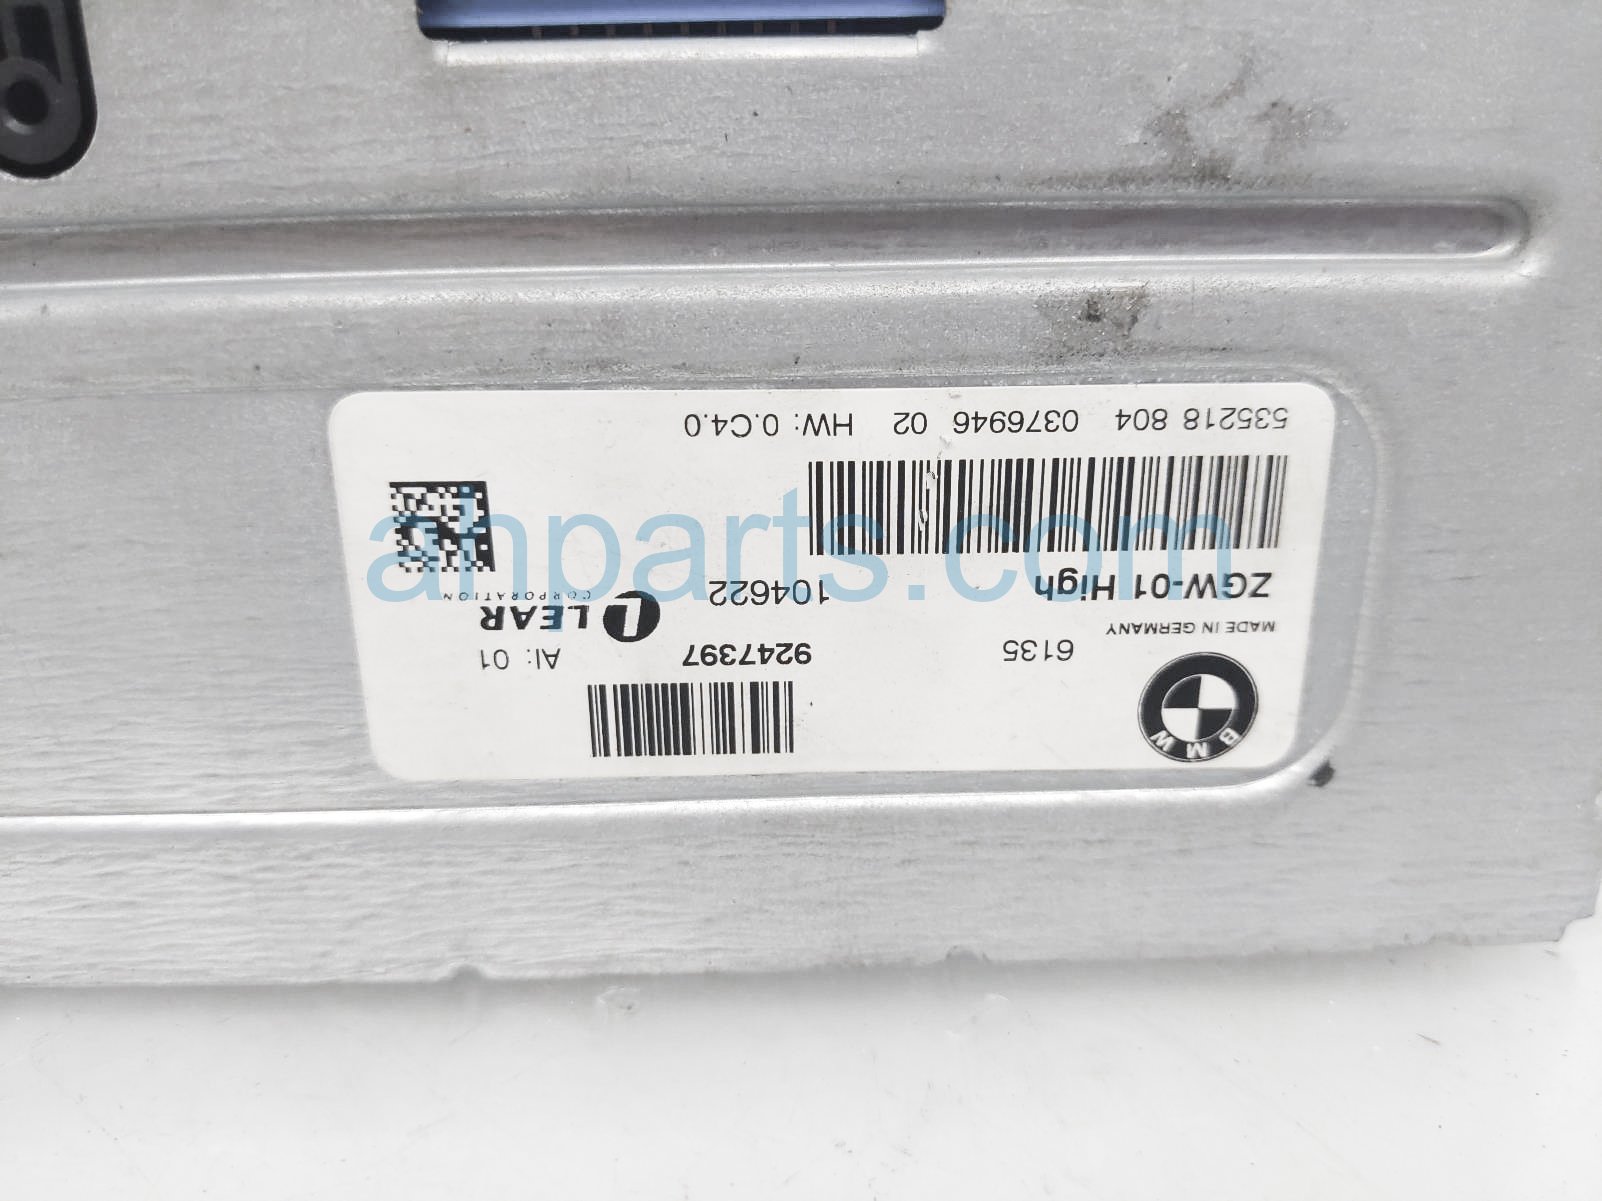 BMW
6135
9247397
AI: 01
MADE IN GERMANY
ZGW-01 High
104622
LEAR
CORPORATION
535218 804 0376946 02 HW: 0.C4.0
ahparts.com